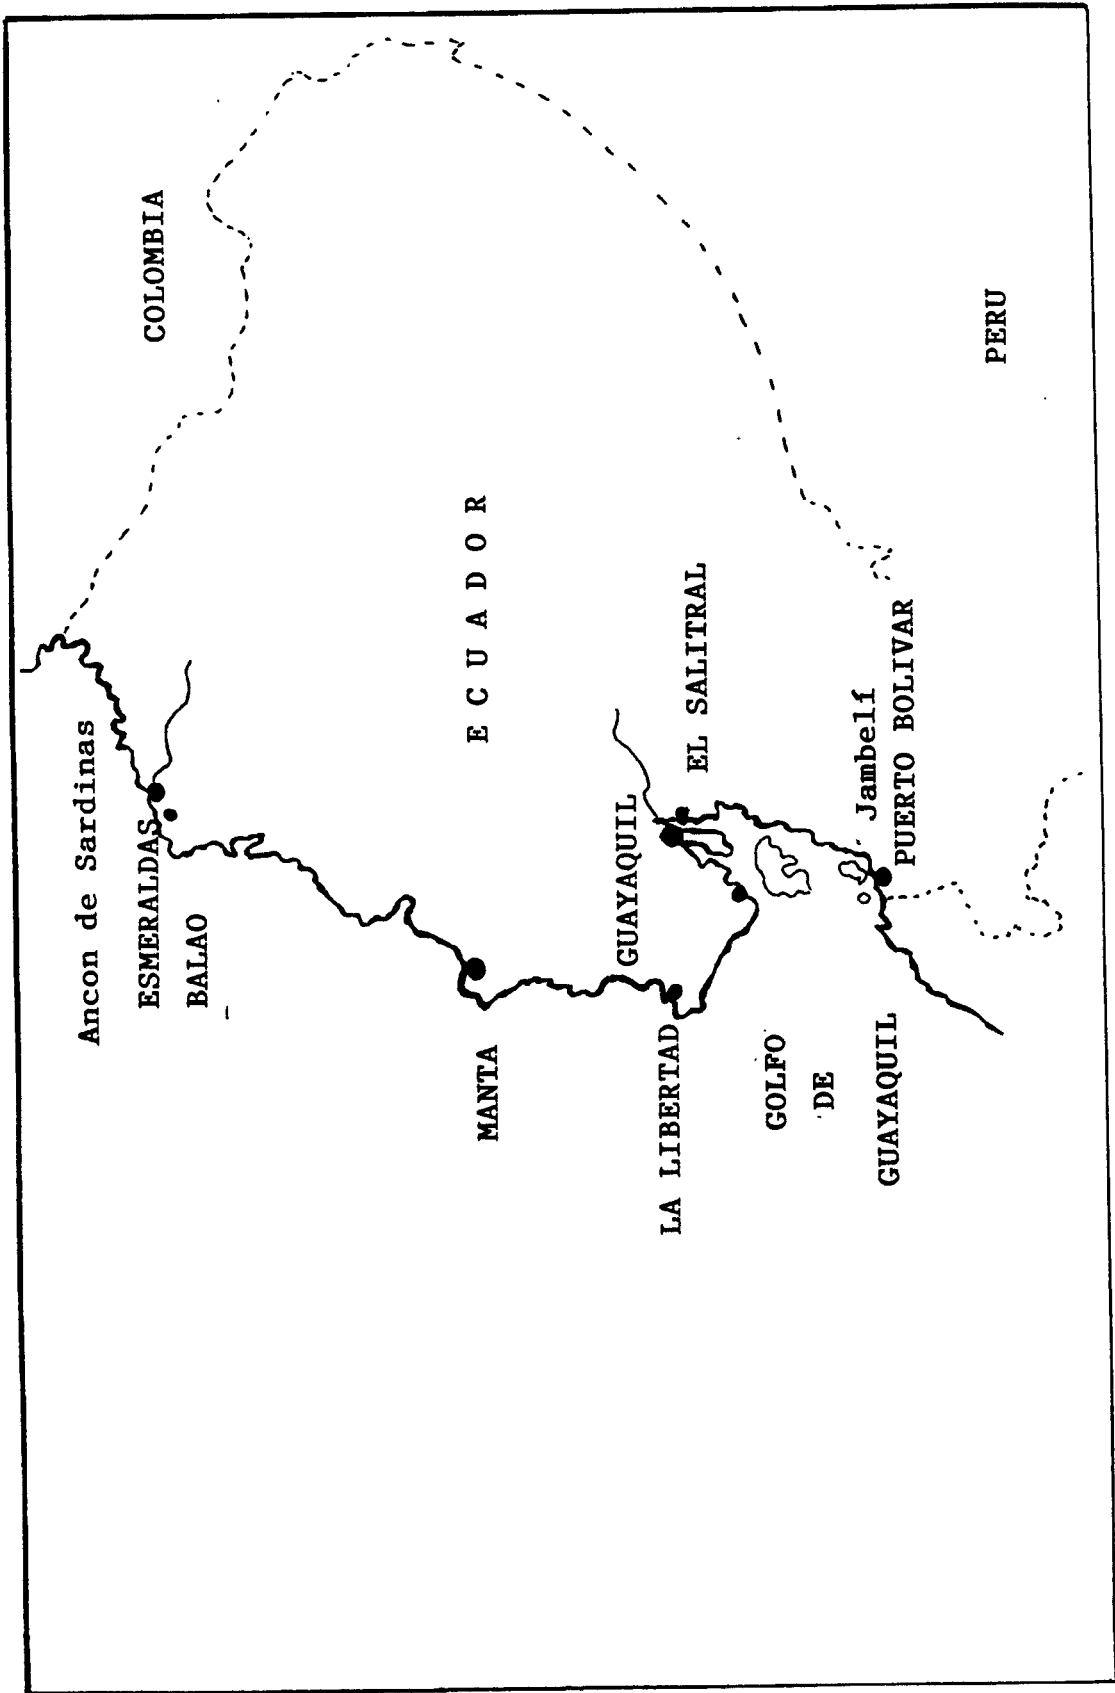 COLOMBIA
Ancon de Sardinas
ESMERALDAS
BALAO
ECUADOR
MANTA
GUAYAQUIL
EL SALITRAL
LA LIBERTAD
GOLFO
DE
GUAYAQUIL
Jambelí
PUERTO BOLIVAR
PERU